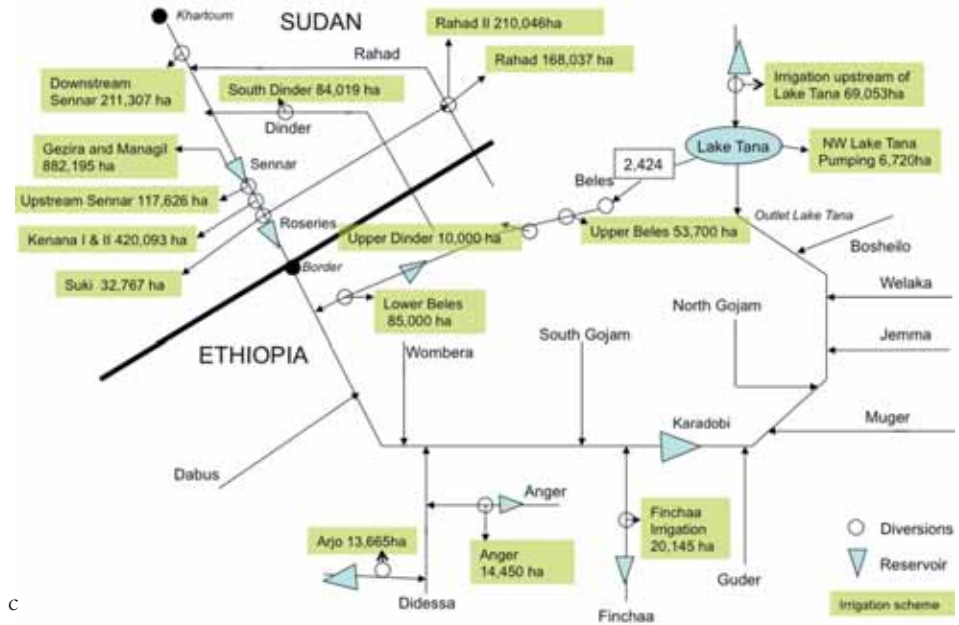 Khartoum
SUDAN
Rahad II 210,046ha
Rahad
Rahad 168,037 ha
Downstream
Sennar 211,307 ha
South Dinder 84,019 ha
Dinder
Irrigation upstream of
Lake Tana 69,053ha
Gezira and Managil
882,195 ha
Sennar
Lake Tana
NW Lake Tana
Pumping 6,720ha
2,424
Beles
Upstream Sennar 117,626 ha
Roseries
Outlet Lake Tana
Kenana I & II 420,093 ha
Upper Dinder 10,000 ha
Upper Beles 53,700 ha
Bosheilo
Border
Suki 32,767 ha
Welaka
Lower Beles
85,000 ha
North Gojam
ETHIOPIA
South Gojam
Wombera
Jemma
Karadobi
Muger
Dabus
Anger
Finchaa
Irrigation
20,145 ha
Diversions
Arjo 13,665ha
Anger
14,450 ha
Reservoir
Guder
Didessa
Finchaa
Irrigation scheme
c